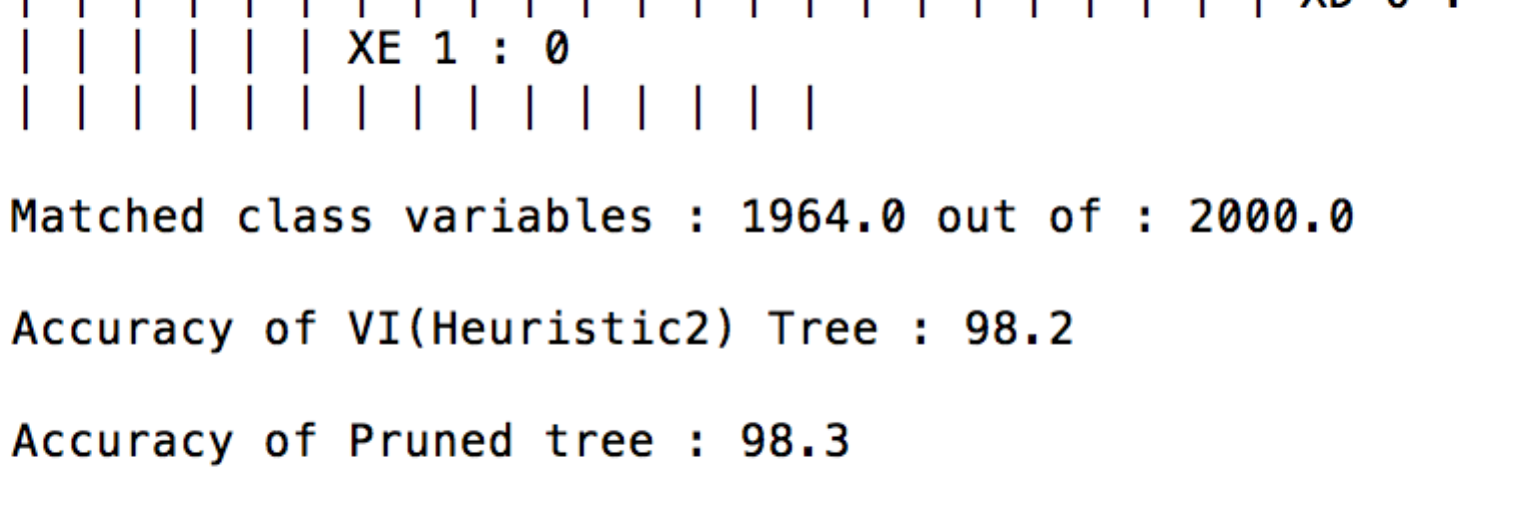 | | | | | | | | | | | | | | | | | | | | | | |
| | | | | | XE 1 : 0
| | | | | | | | | | | | | | |
Matched class variables : 1964.0 out of : 2000.0
Accuracy of VI(Heuristic2) Tree : 98.2
Accuracy of Pruned tree : 98.3